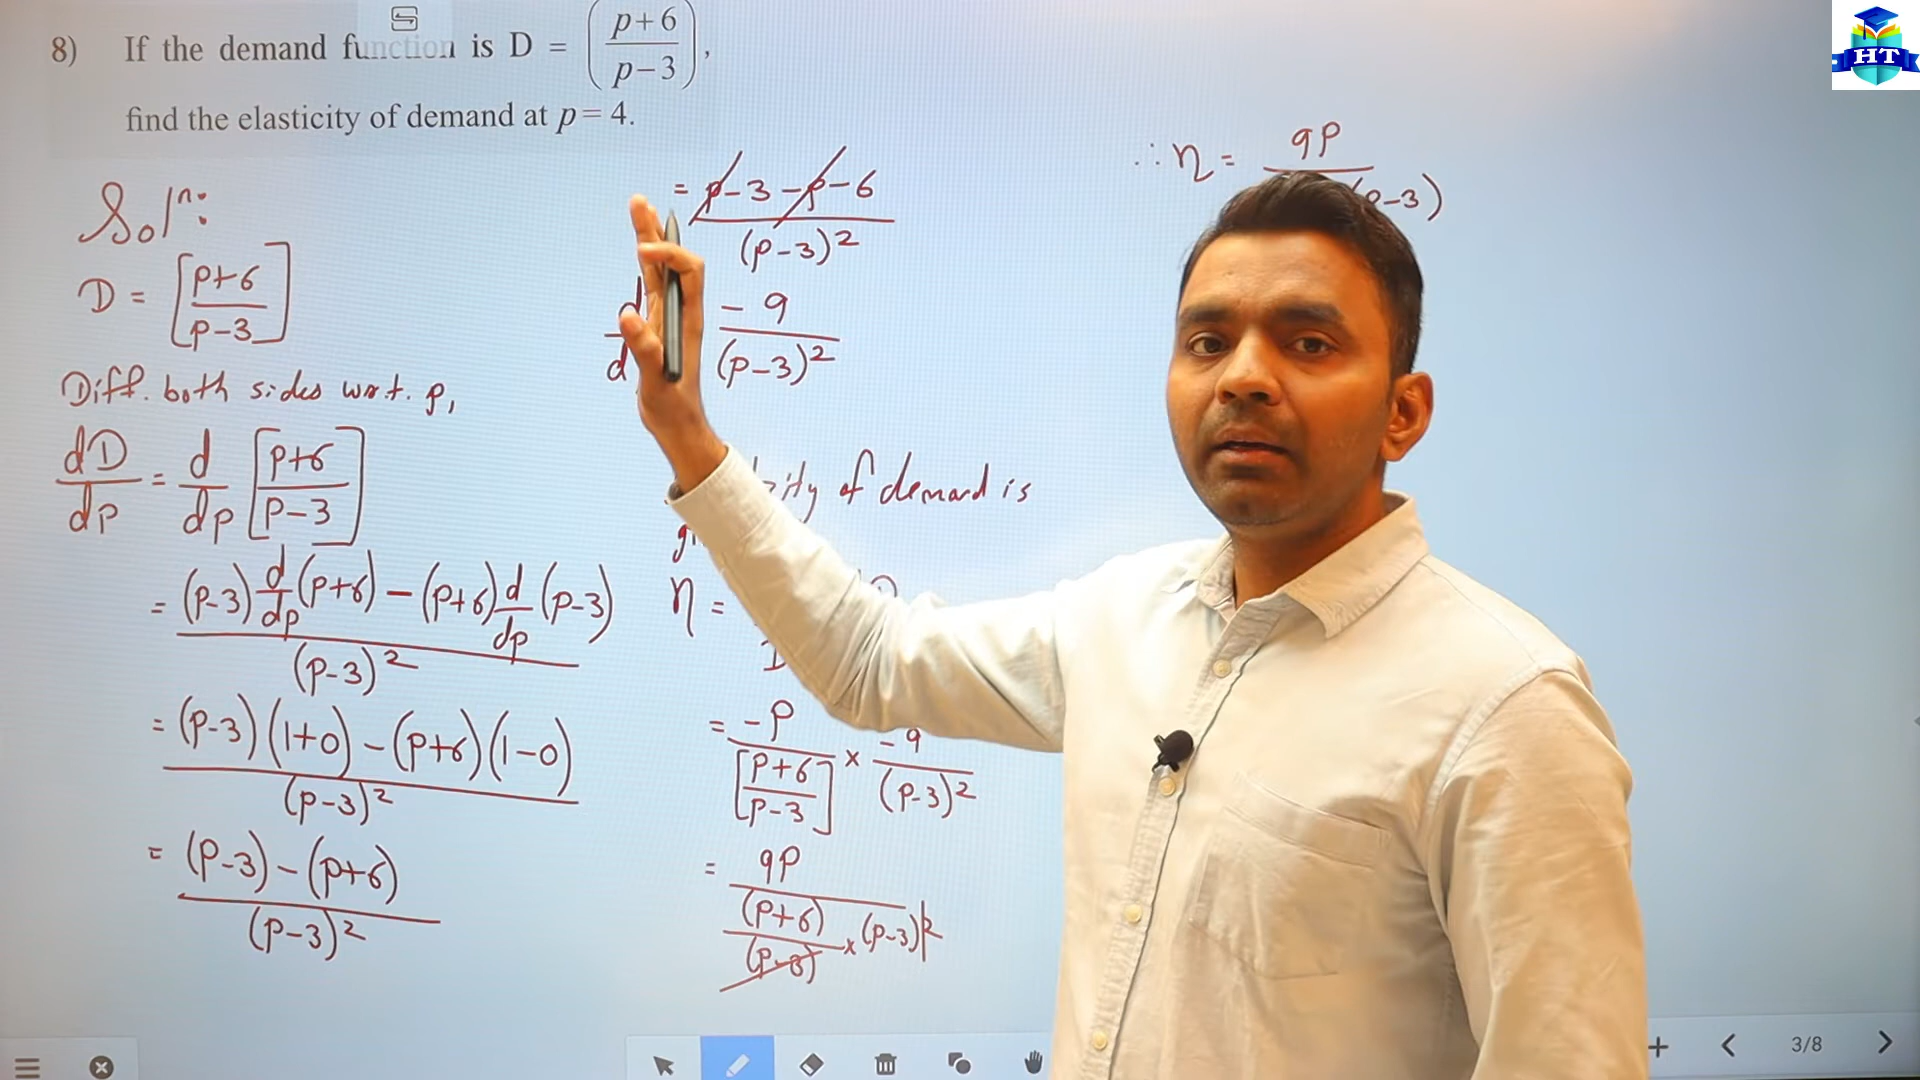 8) If the demand function is D = (p+6 / p−3),
find the elasticity of demand at p = 4.
HT
Solⁿ:
D = [p+6 / p−3]
Diff. both sides w.r.t. p,
dD/dp = d/dp [p+6 / p−3]
= (p-3) d/dp (p+6) − (p+6) d/dp (p-3) / (p-3)²
= (p-3)(1+0) − (p+6)(1−0) / (p-3)²
= (p-3) − (p+6) / (p-3)²
= p-3-p-6 / (p-3)²
-9 / (p-3)²
of demand is
η =
= -p / [p+6 / p-3] × -9 / (p-3)²
= 9p / (p+6)/(p-3) × (p-3)2
∴ η = 9p / (p-3)
3/8